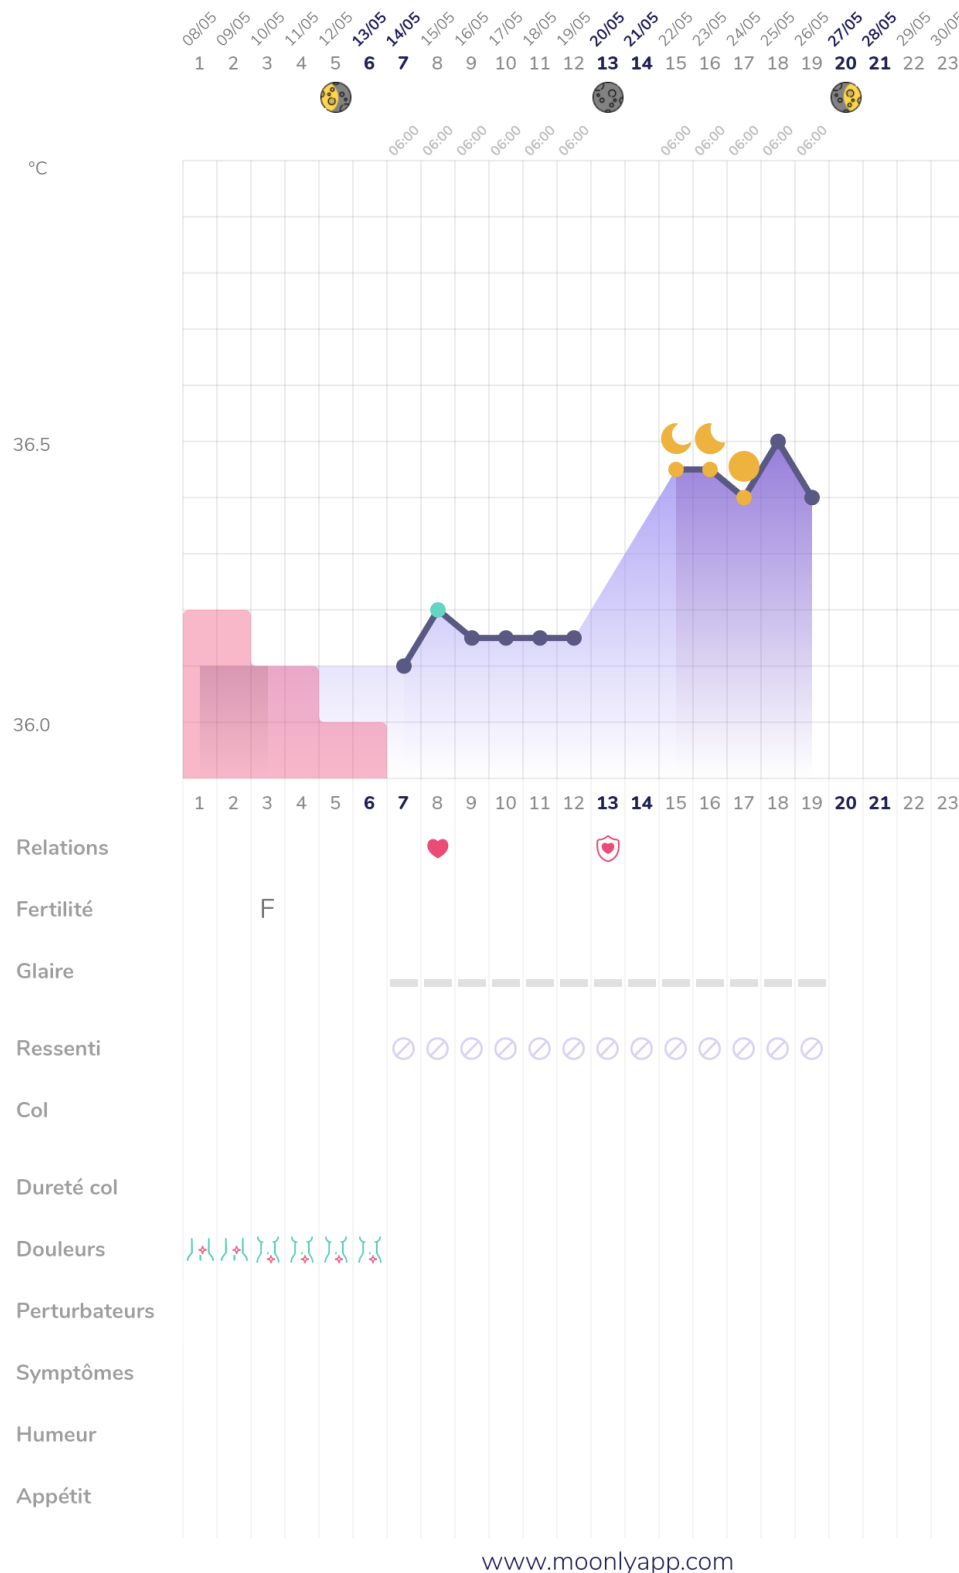 08/05 09/05 10/05 11/05 12/05 13/05 14/05 15/05 16/05 17/05 18/05 19/05 20/05 21/05 22/05 23/05 24/05 25/05 26/05 27/05 28/05 29/05 30/05
1 2 3 4 5 6 7 8 9 10 11 12 13 14 15 16 17 18 19 20 21 22 23
06:00 06:00 06:00 06:00 06:00 06:00 06:00 06:00 06:00 06:00 06:00
°C
36.5
36.0
1 2 3 4 5 6 7 8 9 10 11 12 13 14 15 16 17 18 19 20 21 22 23
Relations
Fertilité F
Glaire
Ressenti
Col
Dureté col
Douleurs
Perturbateurs
Symptômes
Humeur
Appétit
www.moonlyapp.com